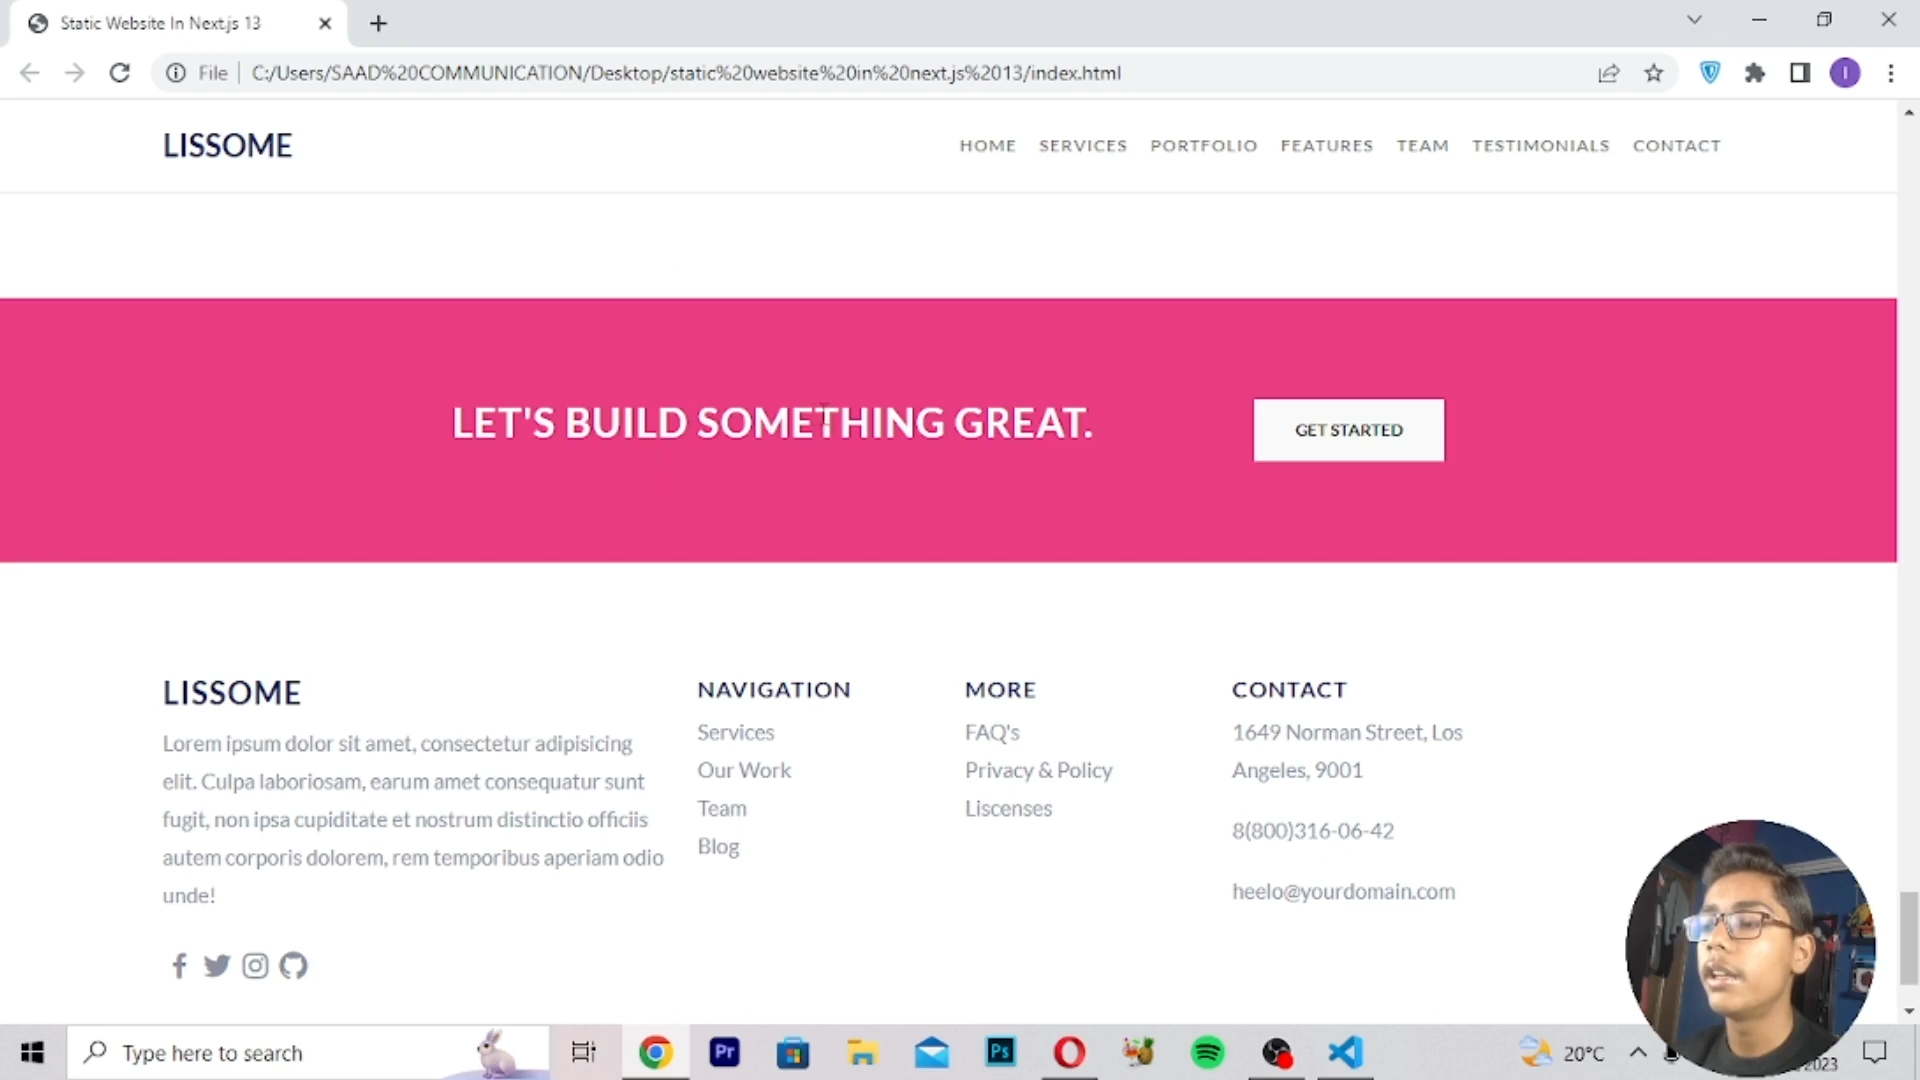 Static Website In Next.js 13
File
C:/Users/SAAD%20COMMUNICATION/Desktop/static%20website%20in%20next.js%2013/index.html
I
LISSOME
HOME SERVICES PORTFOLIO FEATURES TEAM TESTIMONIALS CONTACT
LET'S BUILD SOMETHING GREAT.
GET STARTED
LISSOME
Lorem ipsum dolor sit amet, consectetur adipisicing
elit. Culpa laboriosam, earum amet consequatur sunt
fugit, non ipsa cupiditate et nostrum distinctio officiis
autem corporis dolorem, rem temporibus aperiam odio
unde!
NAVIGATION
Services
Our Work
Team
Blog
MORE
FAQ's
Privacy & Policy
Liscenses
CONTACT
1649 Norman Street, Los
Angeles, 9001
8(800)316-06-42
heelo@yourdomain.com
Type here to search
Pr
Ps
20°C
2023